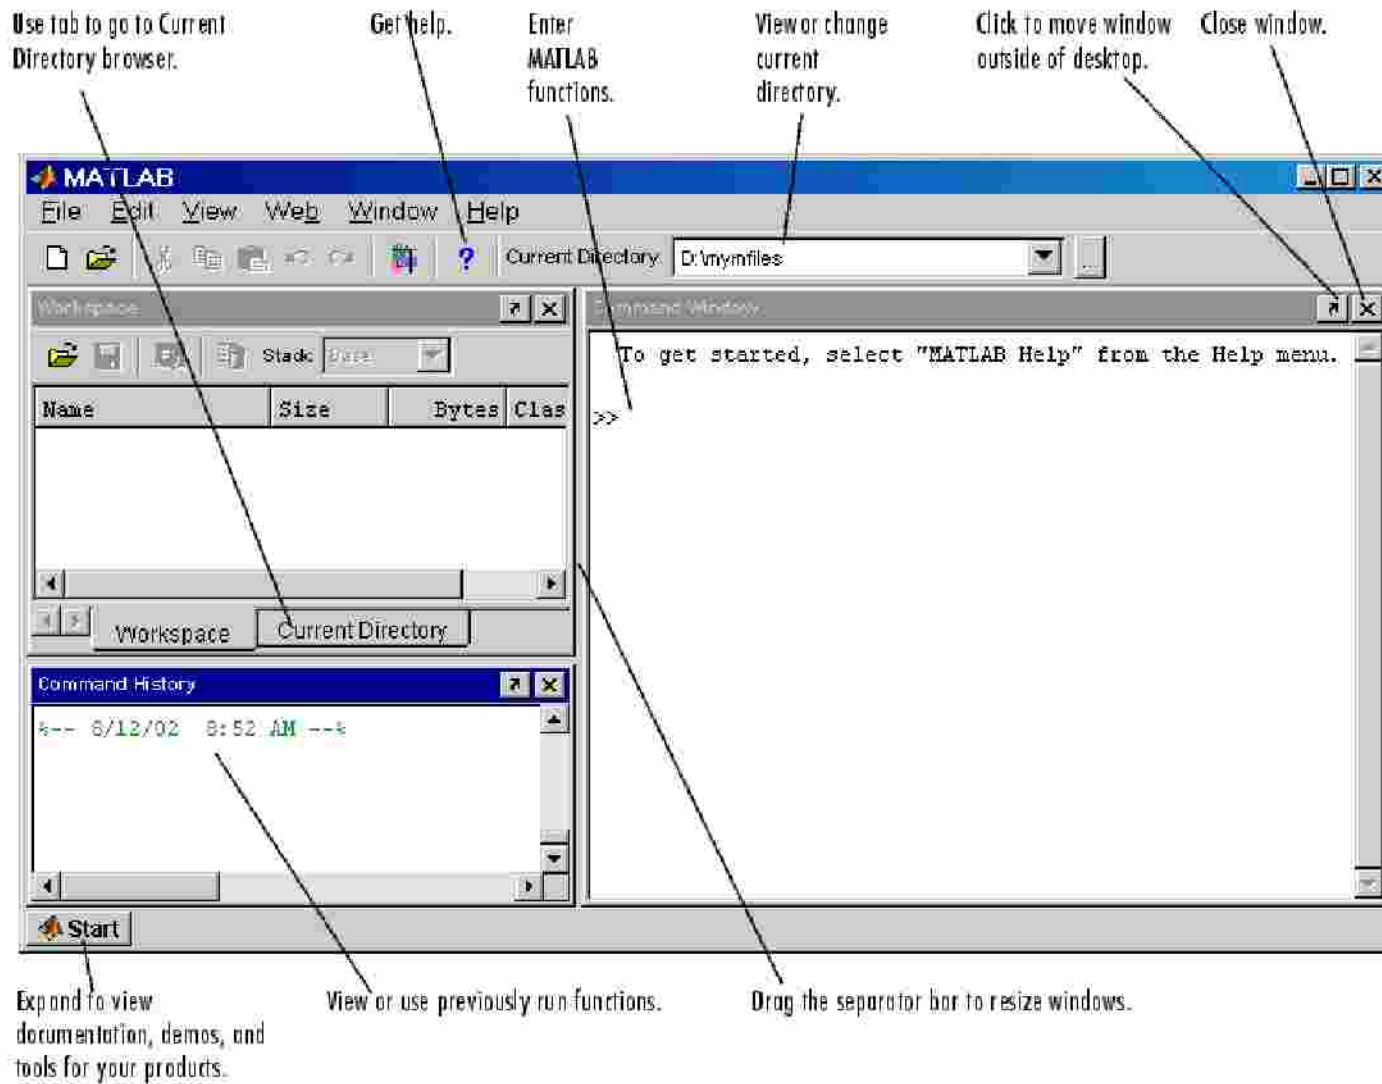 Use tab to go to Current
Directory browser.
Get help.
Enter
MATLAB
functions.
View or change
current
directory.
Click to move window
outside of desktop.
Close window.
MATLAB
File Edit View Web Window Help
? Current Directory: D:\mymfiles ...
Workspace
Command Window
Stack: Base
To get started, select "MATLAB Help" from the Help menu.
Name Size Bytes Clas
>>
Workspace Current Directory
Command History
%-- 8/12/02 8:52 AM --%
Start
Expand to view
documentation, demos, and
tools for your products.
View or use previously run functions.
Drag the separator bar to resize windows.